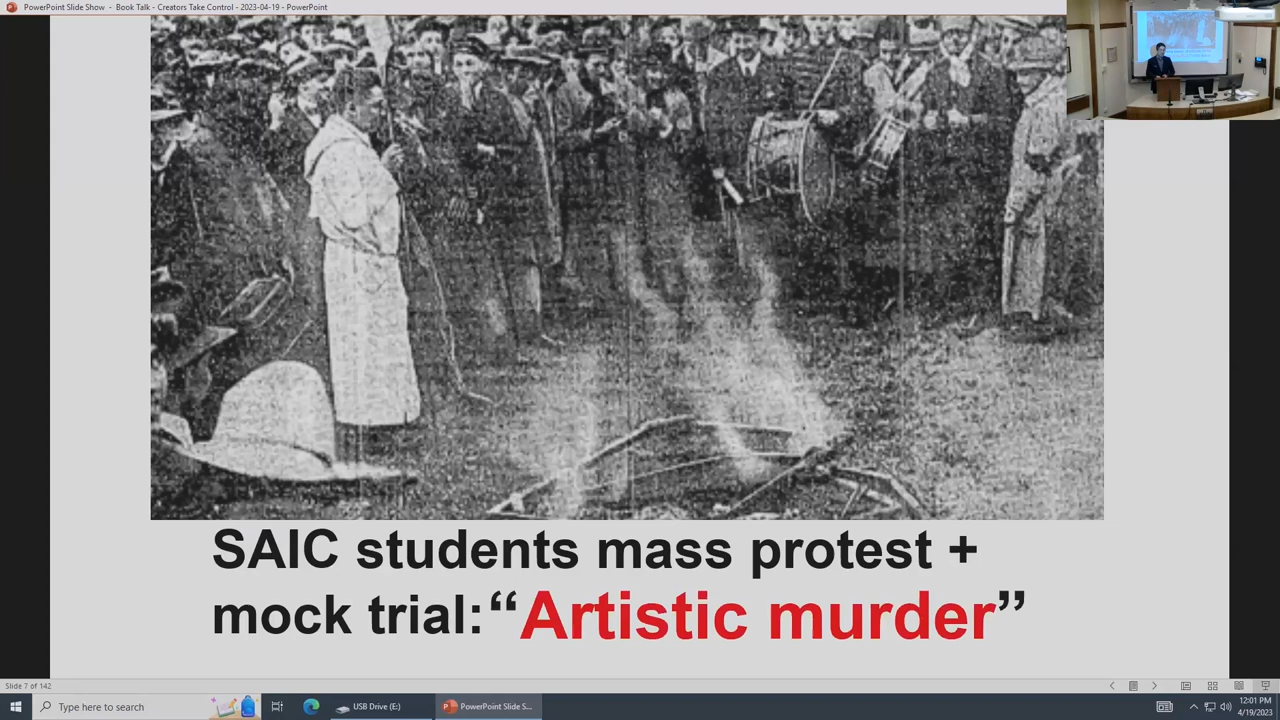 PowerPoint Slide Show - Book Talk - Creators Take Control - 2023-04-19 - PowerPoint
SAIC students mass protest +
mock trial: “Artistic murder”
Slide 7 of 142
Type here to search
USB Drive (E:)
PowerPoint Slide S...
12:01 PM
4/19/2023